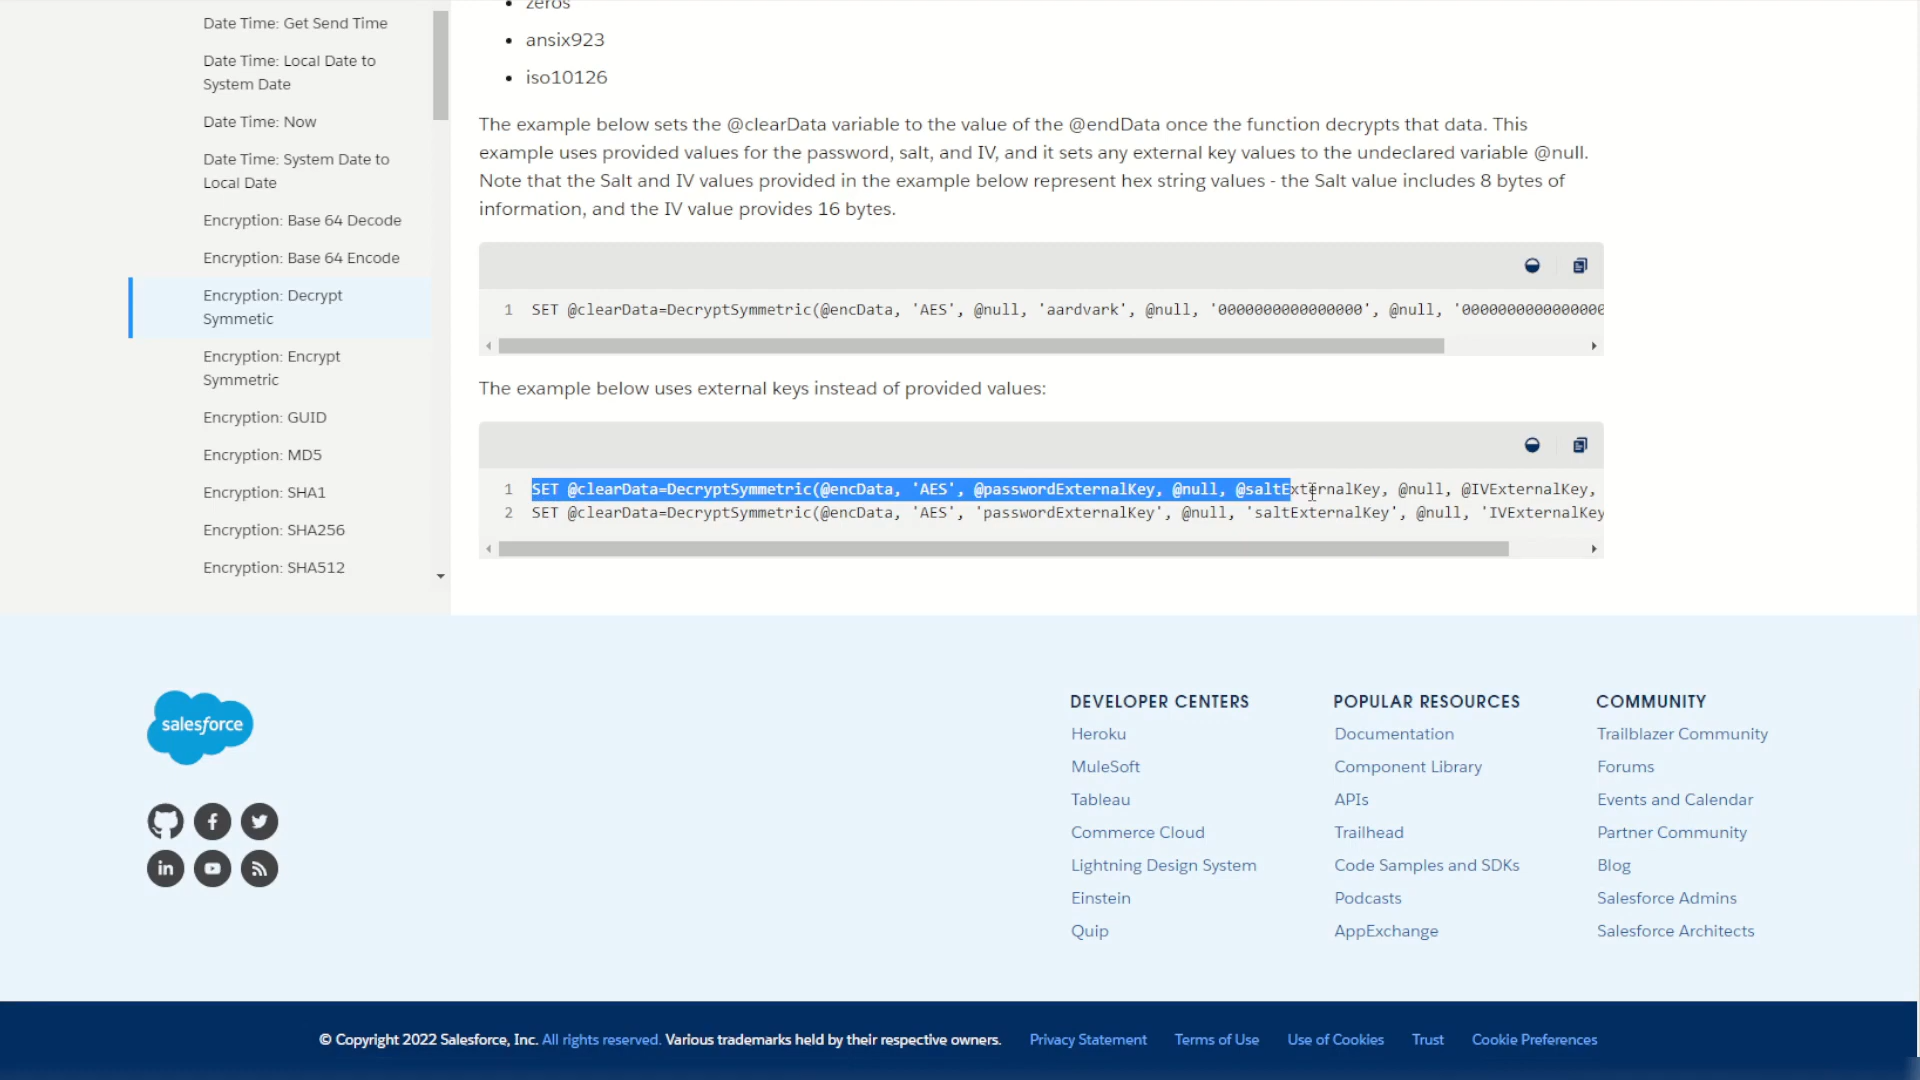 Date Time: Get Send Time
Date Time: Local Date to
System Date
Date Time: Now
Date Time: System Date to
Local Date
Encryption: Base 64 Decode
Encryption: Base 64 Encode
Encryption: Decrypt
Symmetic
Encryption: Encrypt
Symmetric
Encryption: GUID
Encryption: MD5
Encryption: SHA1
Encryption: SHA256
Encryption: SHA512
zeros
ansix923
iso10126
The example below sets the @clearData variable to the value of the @endData once the function decrypts that data. This
example uses provided values for the password, salt, and IV, and it sets any external key values to the undeclared variable @null.
Note that the Salt and IV values provided in the example below represent hex string values - the Salt value includes 8 bytes of
information, and the IV value provides 16 bytes.
1 SET @clearData=DecryptSymmetric(@encData, 'AES', @null, 'aardvark', @null, '0000000000000000', @null, '0000000000000000
The example below uses external keys instead of provided values:
1 SET @clearData=DecryptSymmetric(@encData, 'AES', @passwordExternalKey, @null, @saltExternalKey, @null, @IVExternalKey,
2 SET @clearData=DecryptSymmetric(@encData, 'AES', 'passwordExternalKey', @null, 'saltExternalKey', @null, 'IVExternalKey
salesforce
in
DEVELOPER CENTERS
Heroku
MuleSoft
Tableau
Commerce Cloud
Lightning Design System
Einstein
Quip
POPULAR RESOURCES
Documentation
Component Library
APIs
Trailhead
Code Samples and SDKs
Podcasts
AppExchange
COMMUNITY
Trailblazer Community
Forums
Events and Calendar
Partner Community
Blog
Salesforce Admins
Salesforce Architects
© Copyright 2022 Salesforce, Inc. All rights reserved. Various trademarks held by their respective owners. Privacy Statement Terms of Use Use of Cookies Trust Cookie Preferences